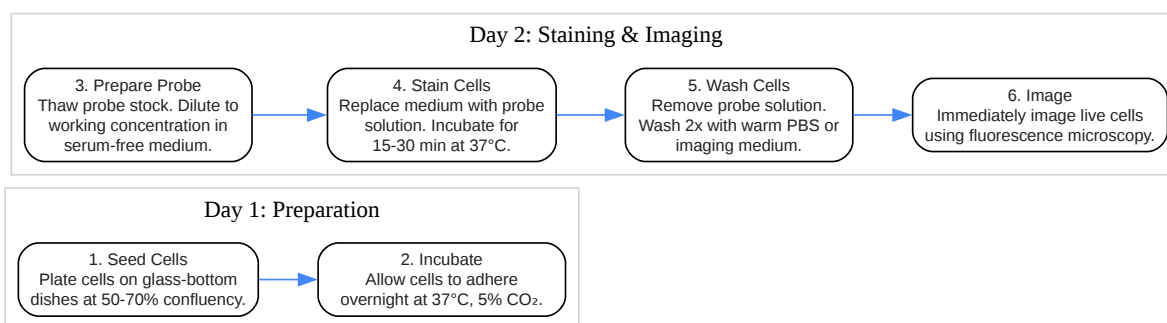 Day 2: Staining & Imaging
3. Prepare Probe
Thaw probe stock. Dilute to
working concentration in
serum-free medium.
4. Stain Cells
Replace medium with probe
solution. Incubate for
15-30 min at 37°C.
5. Wash Cells
Remove probe solution.
Wash 2x with warm PBS or
imaging medium.
6. Image
Immediately image live cells
using fluorescence microscopy.
Day 1: Preparation
1. Seed Cells
Plate cells on glass-bottom
dishes at 50-70% confluency.
2. Incubate
Allow cells to adhere
overnight at 37°C, 5% CO₂.